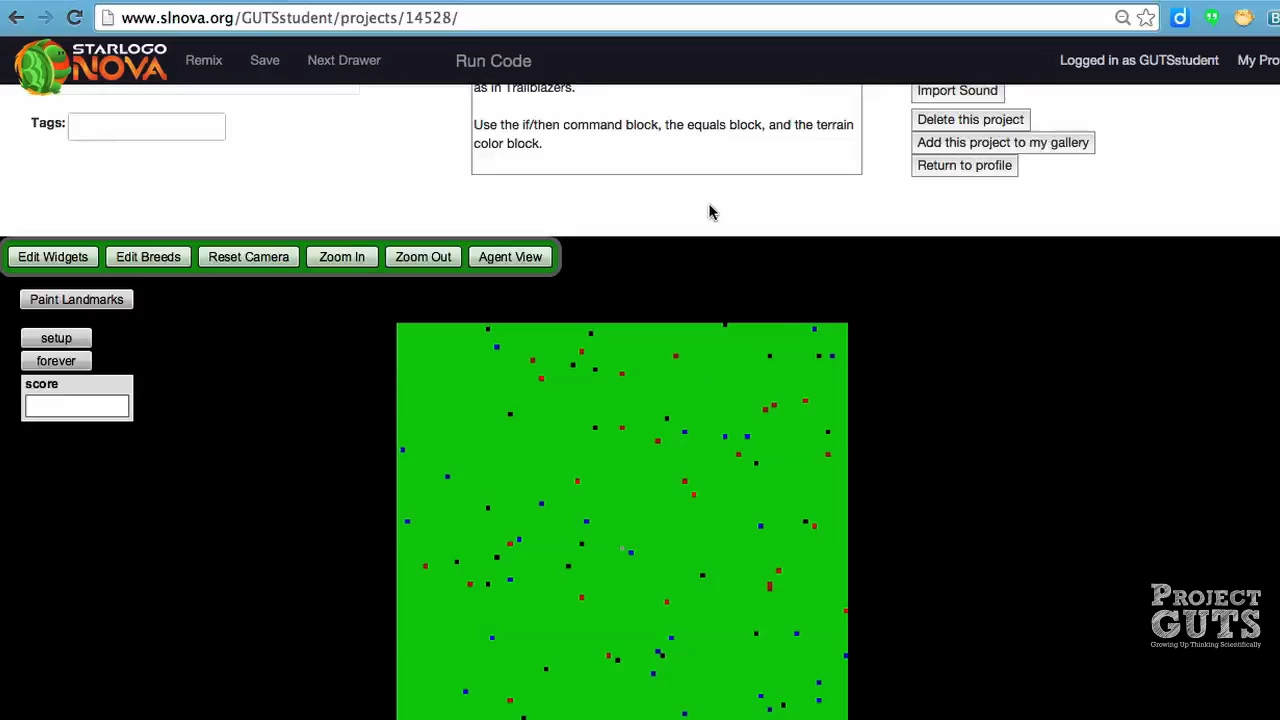 www.slnova.org/GUTSstudent/projects/14528/
STARLOGO
NOVA
Remix
Save
Next Drawer
Run Code
Logged in as GUTSstudent
My Pro
as in Trailblazers.
Import Sound
Tags:
Use the if/then command block, the equals block, and the terrain
color block.
Delete this project
Add this project to my gallery
Return to profile
Edit Widgets
Edit Breeds
Reset Camera
Zoom In
Zoom Out
Agent View
Paint Landmarks
setup
forever
score
PROJECT
GUTS
Growing Up Thinking Scientifically